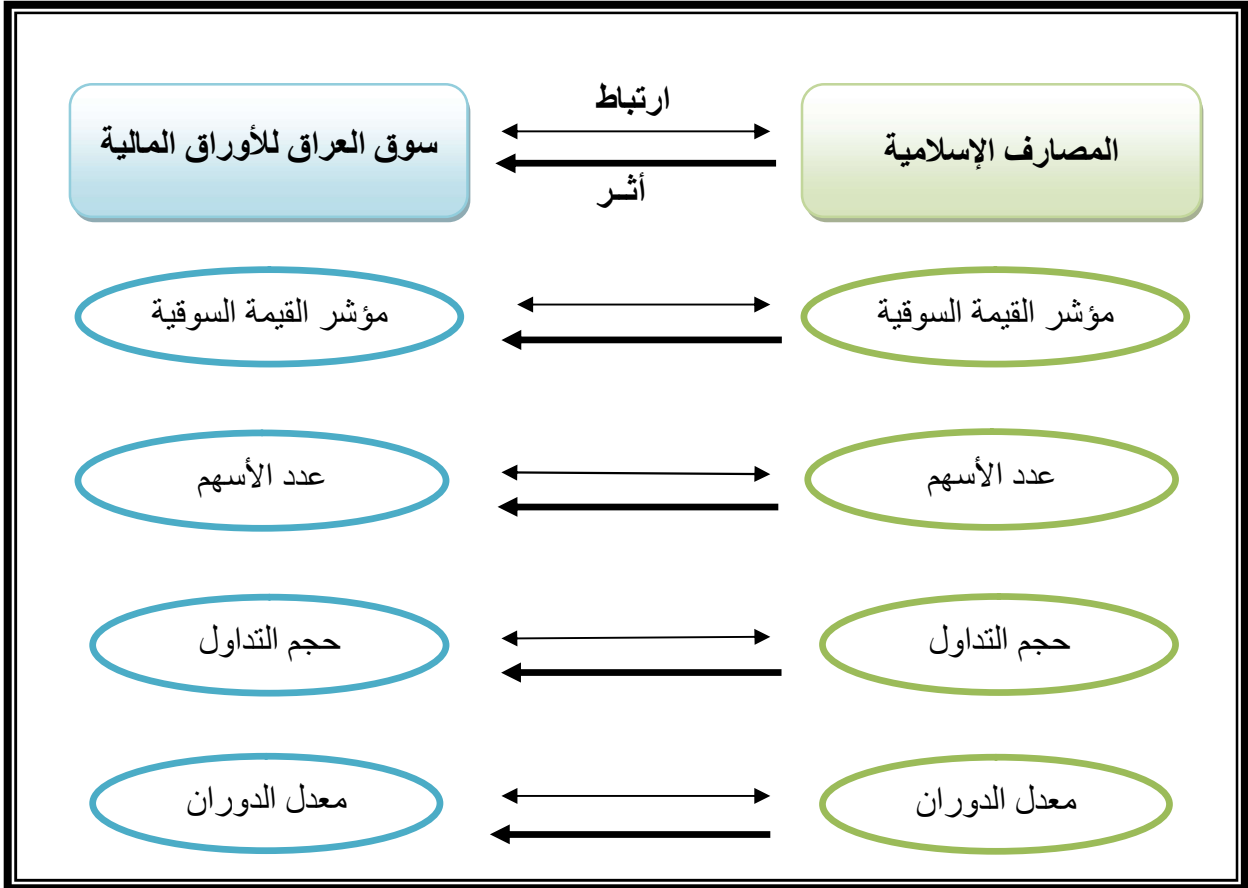 ارتباط
المصارف الإسلامية
سوق العراق للأوراق المالية
أثــر
مؤشر القيمة السوقية
مؤشر القيمة السوقية
عدد الأسهم
عدد الأسهم
حجم التداول
حجم التداول
معدل الدوران
معدل الدوران